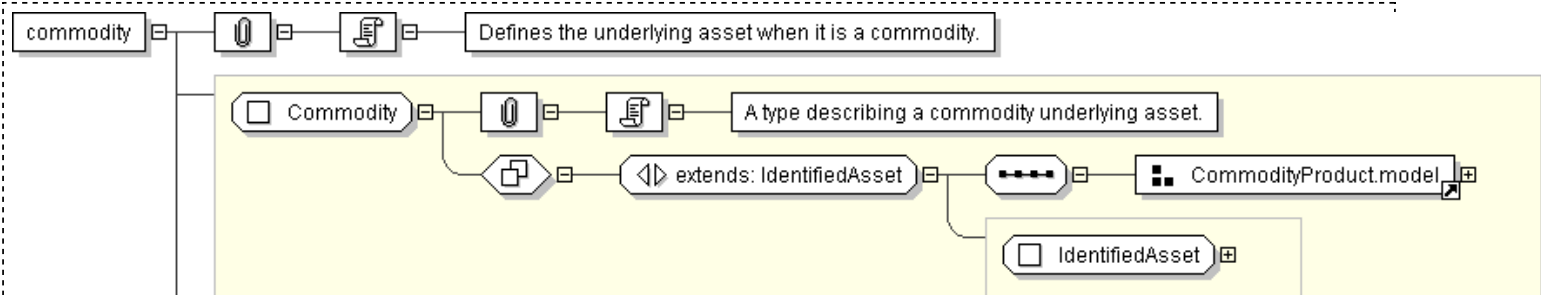 commodity
Defines the underlying asset when it is a commodity.
Commodity
A type describing a commodity underlying asset.
extends: IdentifiedAsset
CommodityProduct.model
IdentifiedAsset